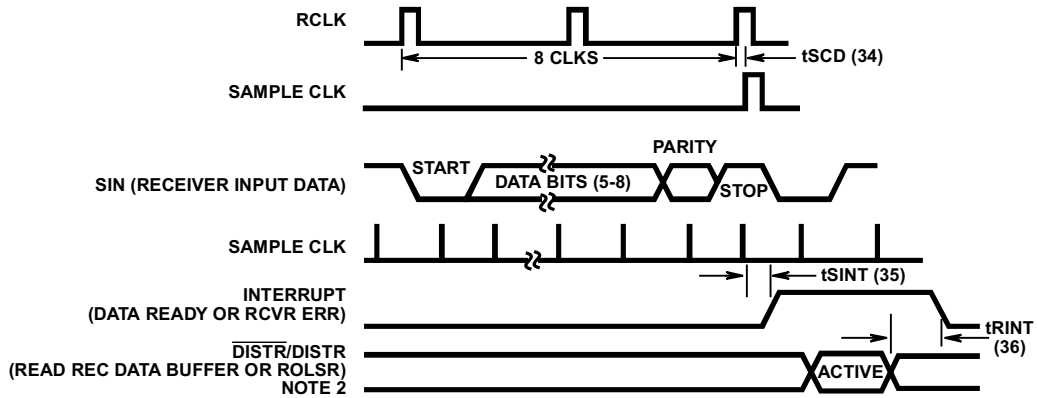 RCLK
8 CLKS
tSCD (34)
SAMPLE CLK
PARITY
START
SIN (RECEIVER INPUT DATA)
DATA BITS (5-8)
STOP
SAMPLE CLK
tSINT (35)
INTERRUPT
(DATA READY OR RCVR ERR)
tRINT
(36)
DISTR/DISTR
(READ REC DATA BUFFER OR ROLSR)
ACTIVE
NOTE 2